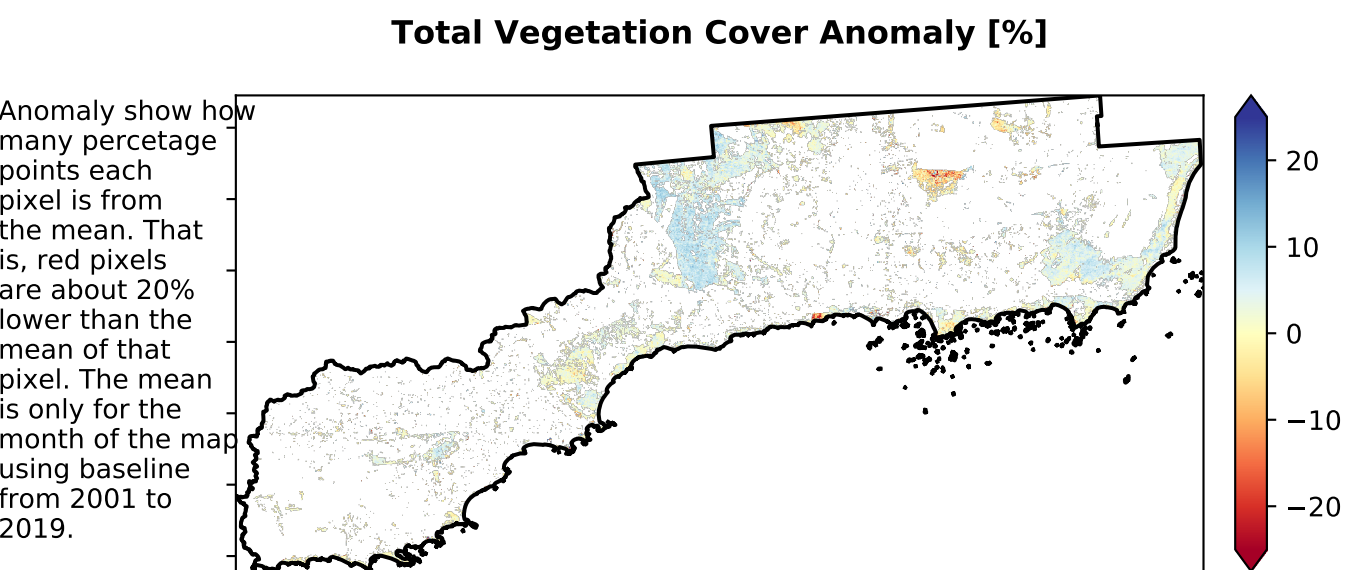 Total Vegetation Cover Anomaly [%]
Anomaly show how
many percetage
points each
pixel is from
the mean. That
is, red pixels
are about 20%
lower than the
mean of that
pixel. The mean
is only for the
month of the map
using baseline
from 2001 to
2019.
20
10
0
−10
−20